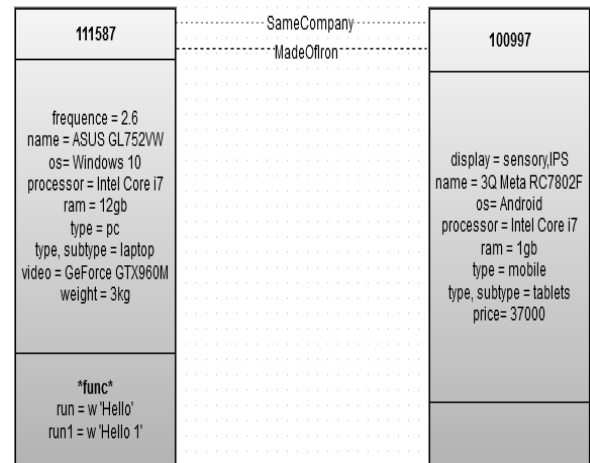 111587
frequence = 2.6
name = ASUS GL752VW
os= Windows 10
processor = Intel Core i7
ram = 12gb
type = pc
type, subtype = laptop
video = GeForce GTX960M
weight = 3kg
*func*
run = w 'Hello'
run1 = w 'Hello 1'
SameCompany
MadeOfIron
100997
display = sensory,IPS
name = 3Q Meta RC7802F
os= Android
processor = Intel Core i7
ram = 1gb
type = mobile
type, subtype = tablets
price= 37000